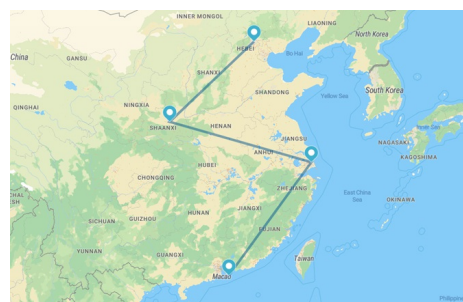 INNER MONGOL
LIAONING
North Korea
HEBEI
Bo Hai
China
GANSU
SHANXI
SHANDONG
South Korea
QINGHAI
NINGXIA
Yellow Sea
SHAANXI
HENAN
JIANGSU
NAGASAKI
ANHUI
KAGOSHIMA
HUBEI
CHONGQING
ZHEJIANG
East China
Sea
OKINAWA
SICHUAN
GUIZHOU
HUNAN
JIANGXI
FUJIAN
YUNNAN
GUANGXI
Taiwan
Macao
Philippine